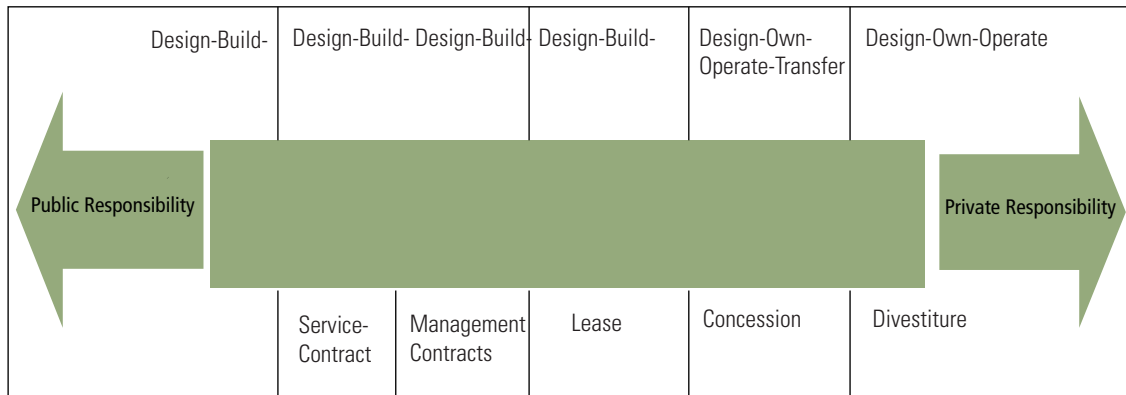 Design-Build-
Design-Build- Design-Build-
Design-Build-
Design-Own-
Operate-Transfer
Design-Own-Operate
Public Responsibility
Private Responsibility
Service-
Contract
Management
Contracts
Lease
Concession
Divestiture